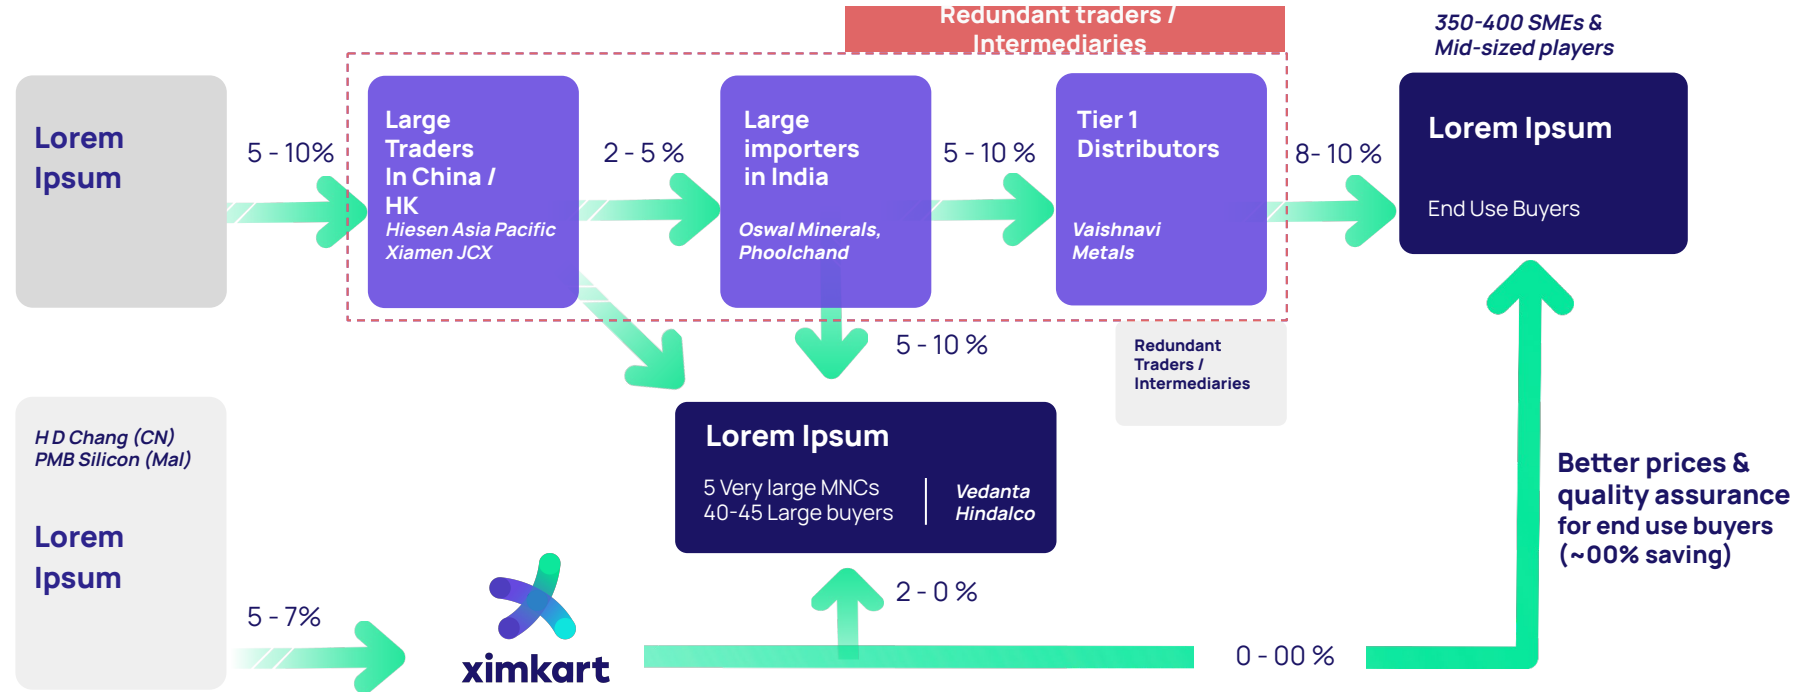 Redundant traders /
Intermediaries
350-400 SMEs &
Mid-sized players
Lorem
Ipsum
5 - 10%
Large
Traders
In China /
HK
Hiesen Asia Pacific
Xiamen JCX
2 - 5 %
Large
importers
in India
Oswal Minerals,
Phoolchand
5 - 10 %
Tier 1
Distributors
Vaishnavi
Metals
8- 10 %
Lorem Ipsum
End Use Buyers
5 - 10 %
Redundant
Traders /
Intermediaries
H D Chang (CN)
PMB Silicon (Mal)
Lorem
Ipsum
Lorem Ipsum
5 Very large MNCs
40-45 Large buyers
Vedanta
Hindalco
Better prices &
quality assurance
for end use buyers
(~00% saving)
5 - 7%
ximkart
2 - 0 %
0 - 00 %